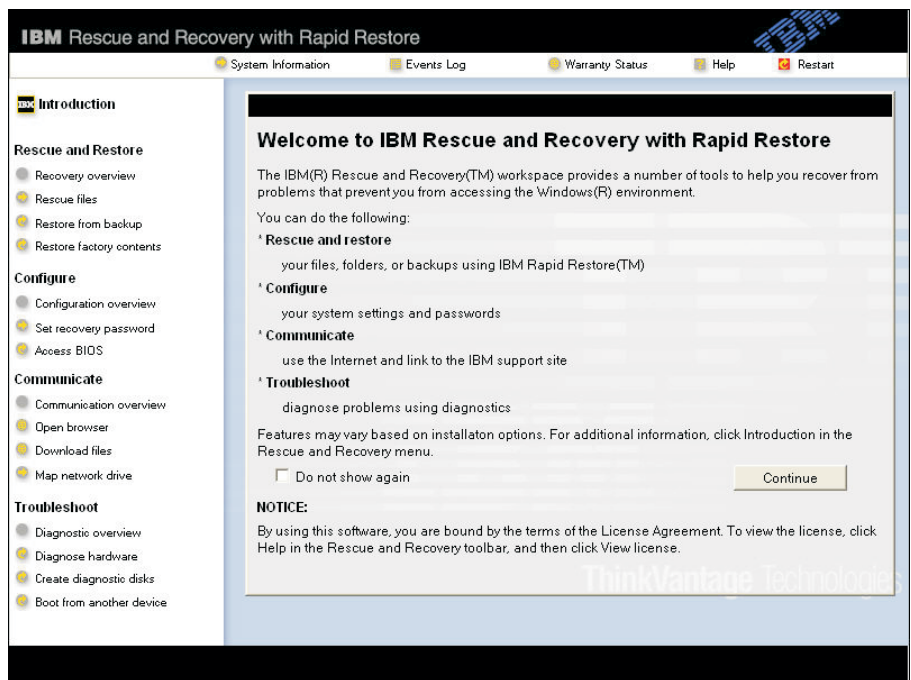 IBM Rescue and Recovery with Rapid Restore
IBM
System Information
Events Log
Warranty Status
Help
Restart
IBM Introduction
Rescue and Restore
Recovery overview
Rescue files
Restore from backup
Restore factory contents
Configure
Configuration overview
Set recovery password
Access BIOS
Communicate
Communication overview
Open browser
Download files
Map network drive
Troubleshoot
Diagnostic overview
Diagnose hardware
Create diagnostic disks
Boot from another device
Welcome to IBM Rescue and Recovery with Rapid Restore
The IBM(R) Rescue and Recovery(TM) workspace provides a number of tools to help you recover from
problems that prevent you from accessing the Windows(R) environment.
You can do the following:
* Rescue and restore
your files, folders, or backups using IBM Rapid Restore(TM)
* Configure
your system settings and passwords
* Communicate
use the Internet and link to the IBM support site
* Troubleshoot
diagnose problems using diagnostics
Features may vary based on installaton options. For additional information, click Introduction in the
Rescue and Recovery menu.
Do not show again
Continue
NOTICE:
By using this software, you are bound by the terms of the License Agreement. To view the license, click
Help in the Rescue and Recovery toolbar, and then click View license.
ThinkVantage Technologies